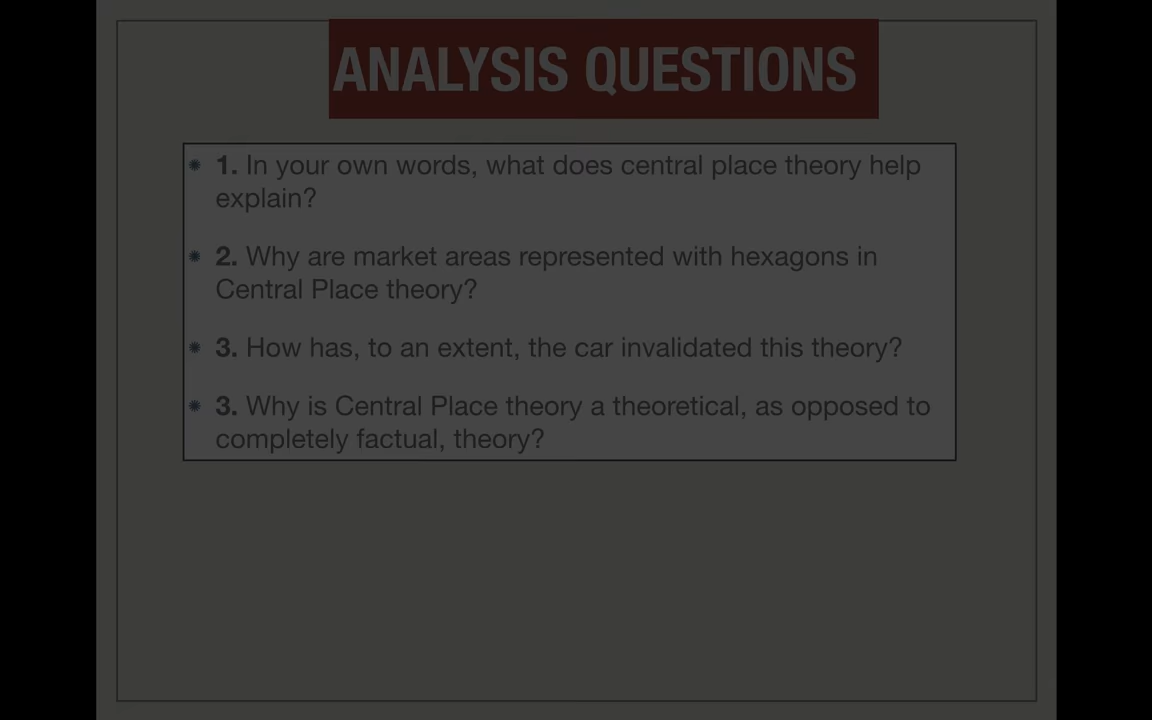 ANALYSIS QUESTIONS
1. In your own words, what does central place theory help
explain?
2. Why are market areas represented with hexagons in
Central Place theory?
3. How has, to an extent, the car invalidated this theory?
3. Why is Central Place theory a theoretical, as opposed to
completely factual, theory?